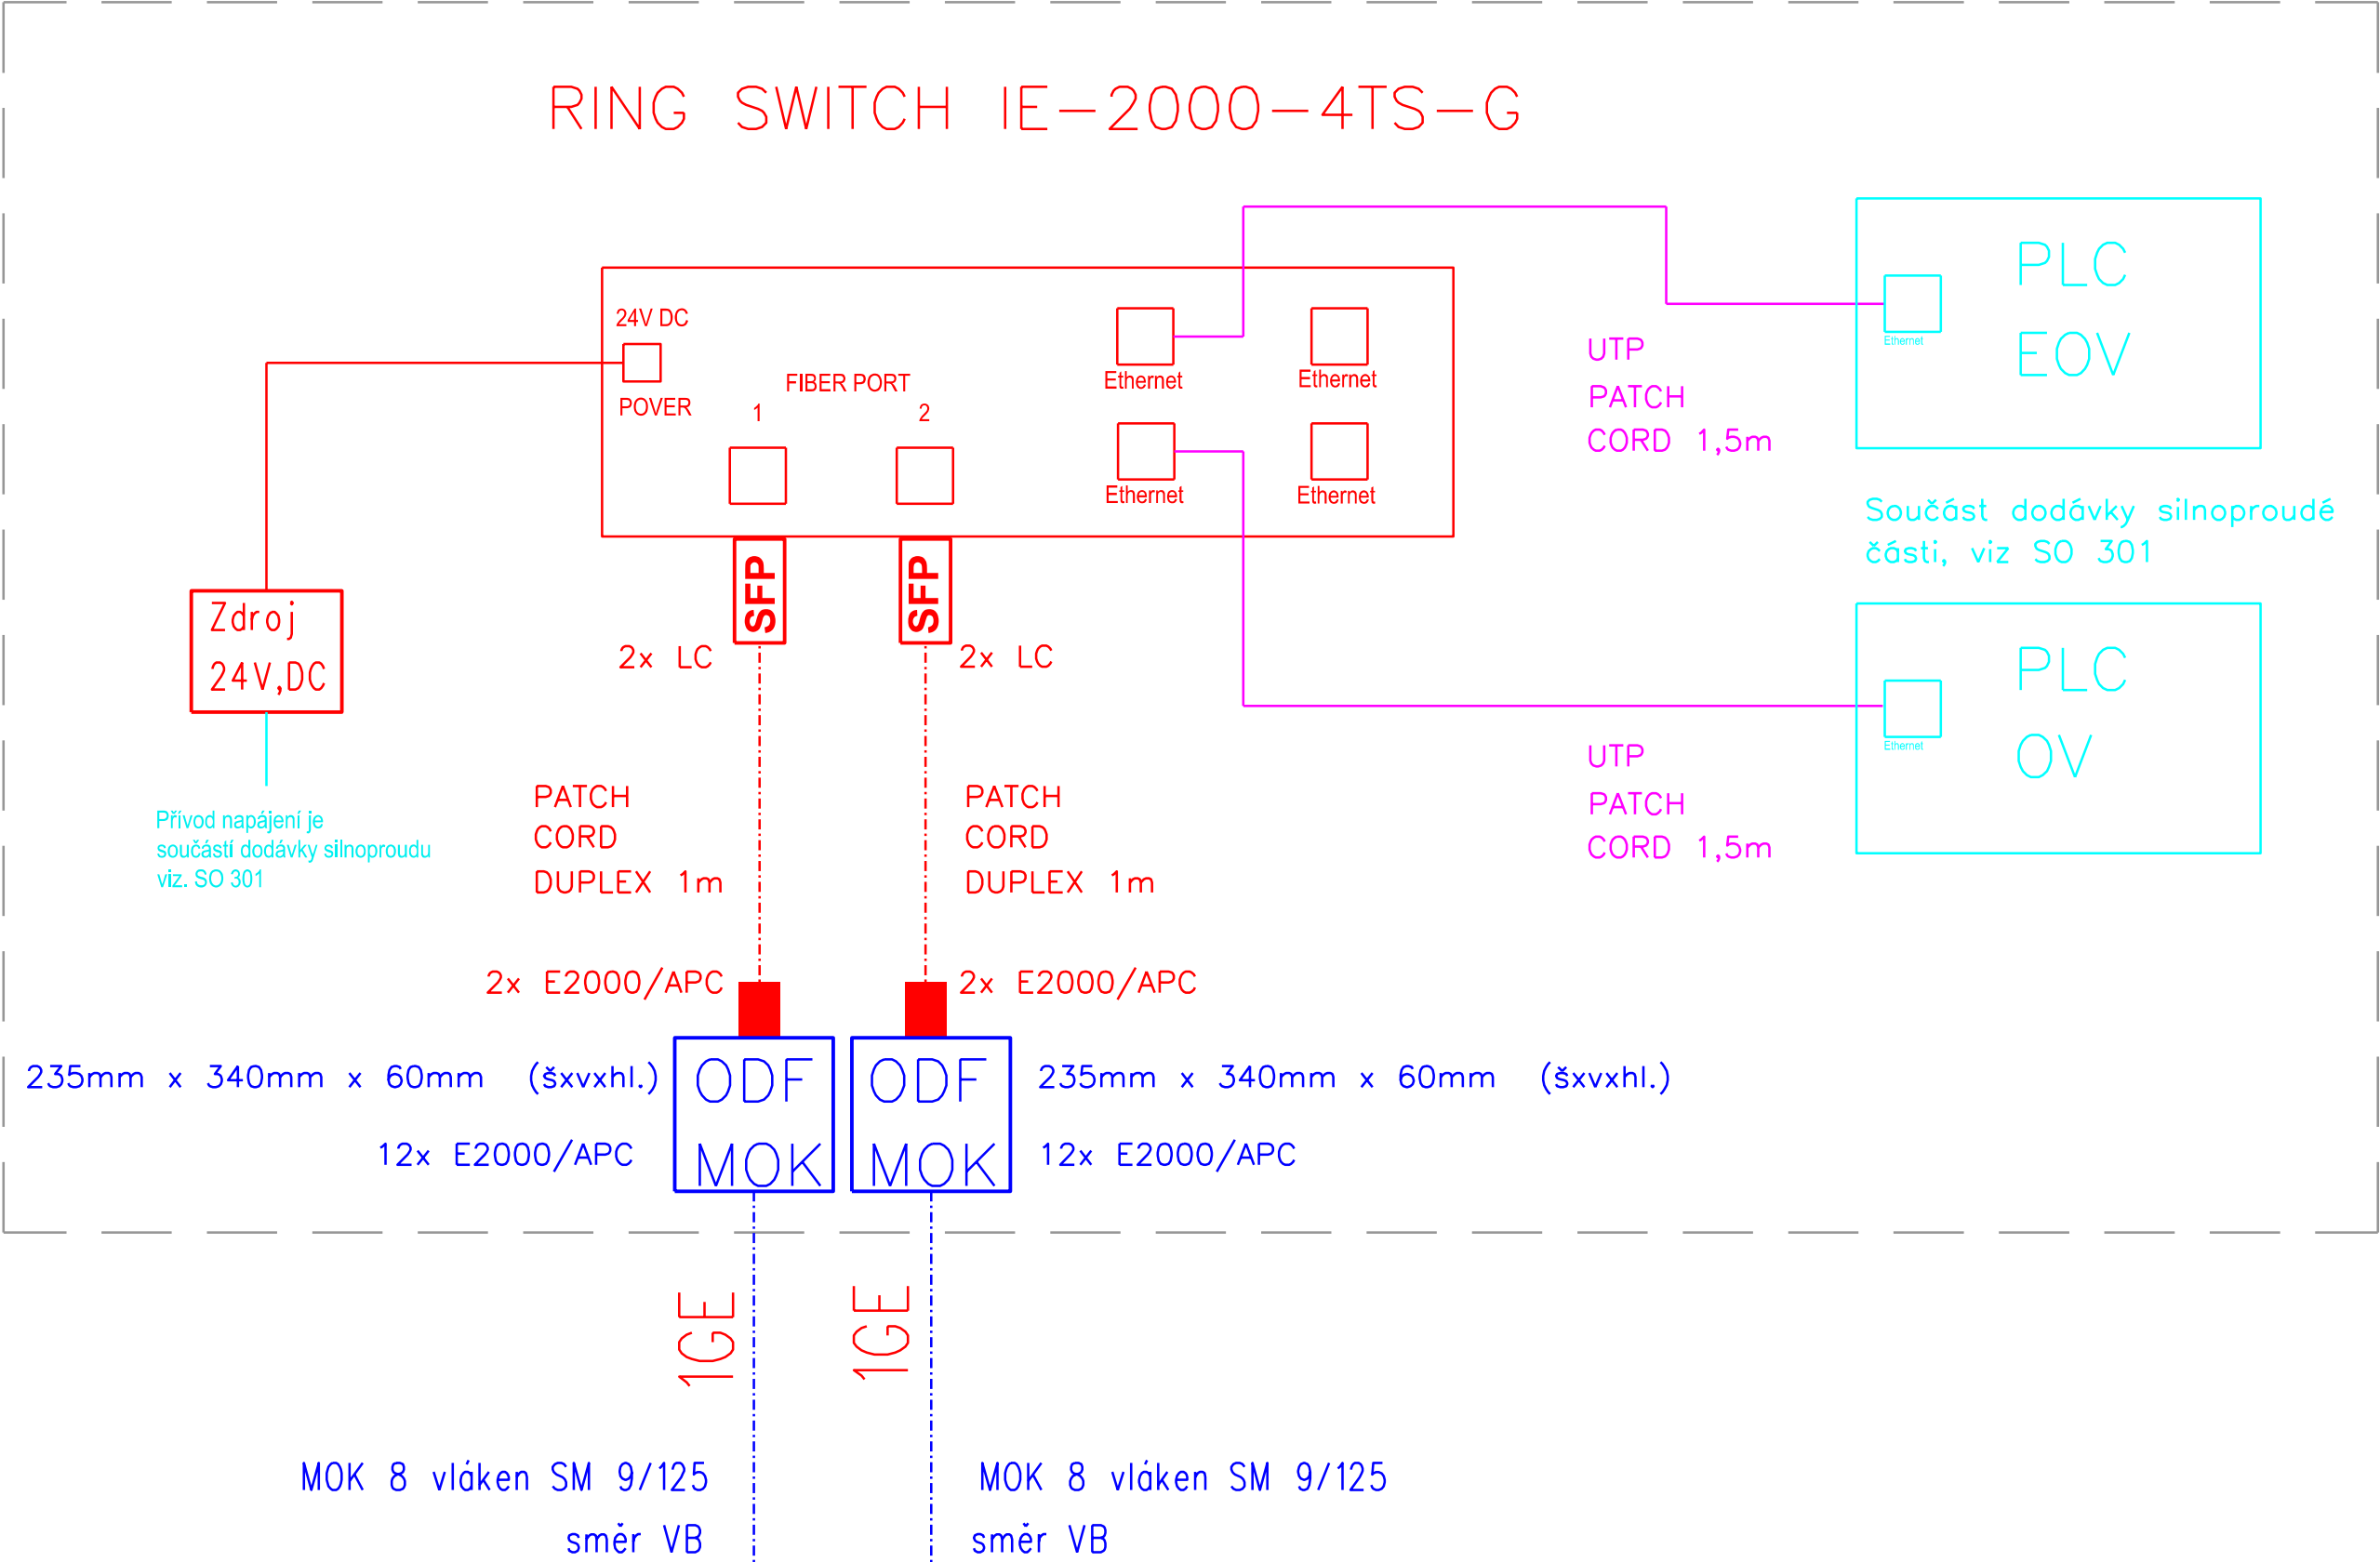 RING SWITCH IE-2000-4TS-G
24V DC
POVER
FIBER PORT
1
2
Ethernet
Ethernet
Ethernet
Ethernet
SFP
SFP
UTP
PATCH
CORD 1,5m
Ethernet
PLC
EOV
Součást dodávky silnoproudé
části, viz SO 301
Zdroj
24V,DC
Přívod napájení je
součástí dodávky silnoproudu
viz. SO 301
2x LC
2x LC
Ethernet
PLC
OV
UTP
PATCH
CORD 1,5m
PATCH
CORD
DUPLEX 1m
PATCH
CORD
DUPLEX 1m
2x E2000/APC
2x E2000/APC
235mm x 340mm x 60mm (šxvxhl.)
12x E2000/APC
ODF
MOK
ODF
MOK
235mm x 340mm x 60mm (šxvxhl.)
12x E2000/APC
1GE
1GE
MOK 8 vláken SM 9/125
směr VB
MOK 8 vláken SM 9/125
směr VB